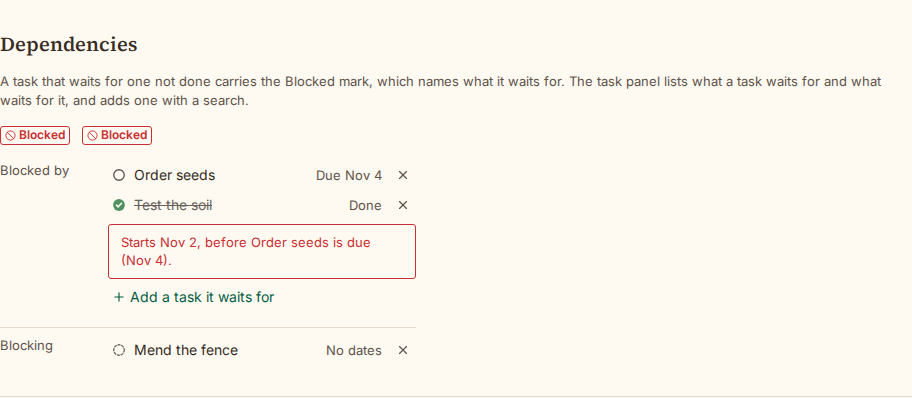 Dependencies
A task that waits for one not done carries the Blocked mark, which names what it waits for. The task panel lists what a task waits for and what
waits for it, and adds one with a search.
Blocked Blocked
Blocked by
Order seeds Due Nov 4
Test the soil Done
Starts Nov 2, before Order seeds is due
(Nov 4).
+ Add a task it waits for
Blocking
Mend the fence No dates